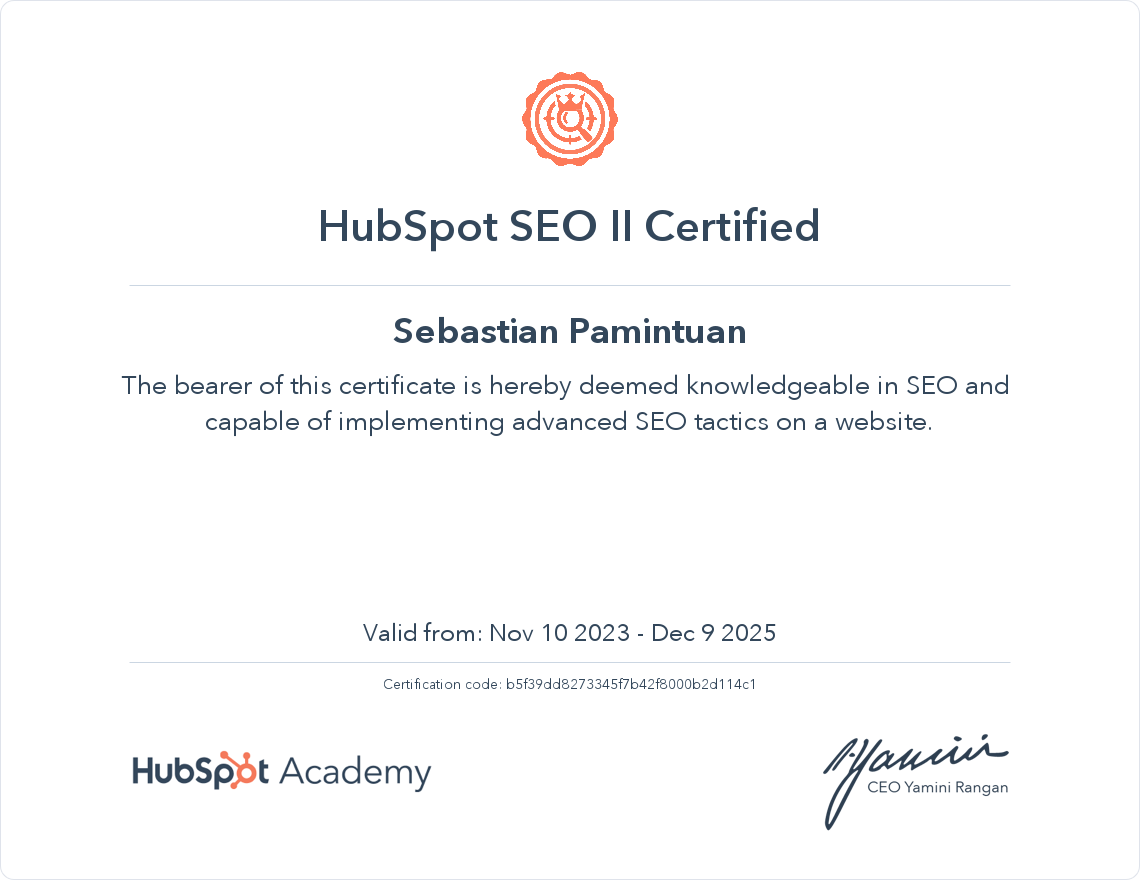 HubSpot SEO II Certified
Sebastian Pamintuan
The bearer of this certificate is hereby deemed knowledgeable in SEO and
capable of implementing advanced SEO tactics on a website.
Valid from: Nov 10 2023 - Dec 9 2025
Certification code: b5f39dd8273345f7b42f8000b2d114c1
HubSpot Academy
CEO Yamini Rangan